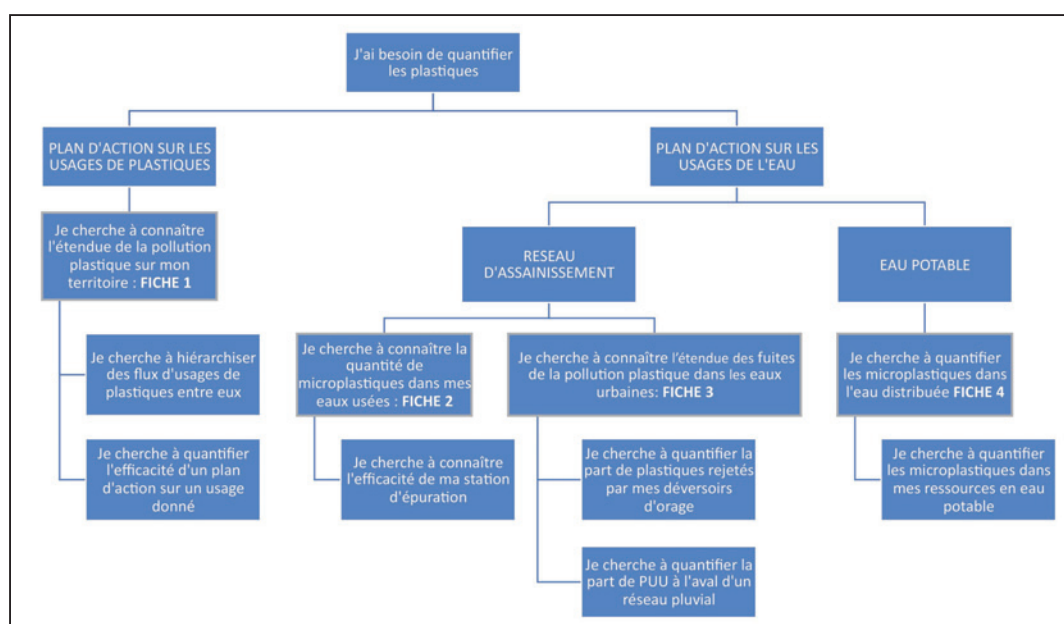 J'ai besoin de quantifier
les plastiques
PLAN D'ACTION SUR LES
USAGES DE PLASTIQUES
PLAN D'ACTION SUR LES
USAGES DE L'EAU
Je cherche à connaître
l'étendue de la pollution
plastique sur mon
territoire : FICHE 1
RESEAU
D'ASSAINISSEMENT
EAU POTABLE
Je cherche à hiérarchiser
des flux d'usages de
plastiques entre eux
Je cherche à connaître la
quantité de
microplastiques dans mes
eaux usées : FICHE 2
Je cherche à connaître l'étendue des fuites
de la pollution plastique dans les eaux
urbaines: FICHE 3
Je cherche à quantifier
les microplastiques dans
l'eau distribuée FICHE 4
Je cherche à quantifier
l'efficacité d'un plan
d'action sur un usage
donné
Je cherche à connaître
l'efficacité de ma station
d'épuration
Je cherche à quantifier la
part de plastiques rejetés
par mes déversoirs
d'orage
Je cherche à quantifier
les microplastiques dans
mes ressources en eau
potable
Je cherche à quantifier la
part de PUU à l'aval d'un
réseau pluvial